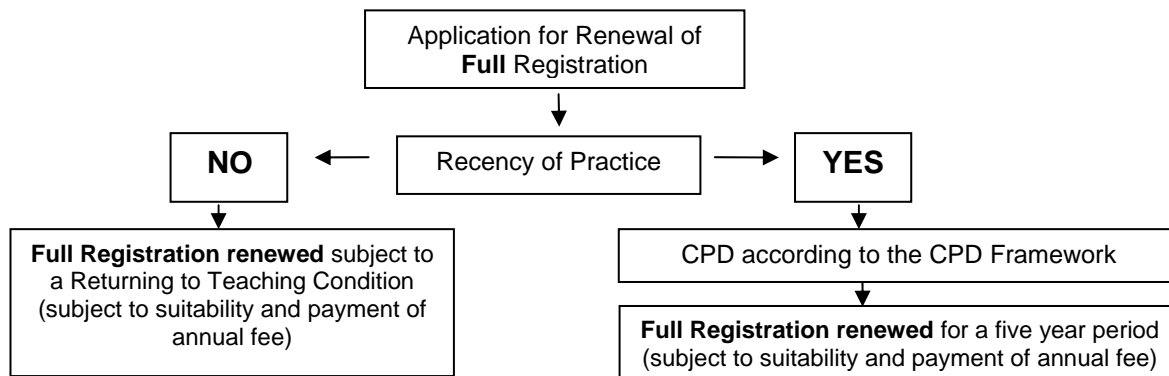 Application for Renewal of
Full Registration
NO
Recency of Practice
YES
Full Registration renewed subject to
a Returning to Teaching Condition
(subject to suitability and payment of
annual fee)
CPD according to the CPD Framework
Full Registration renewed for a five year period
(subject to suitability and payment of annual fee)